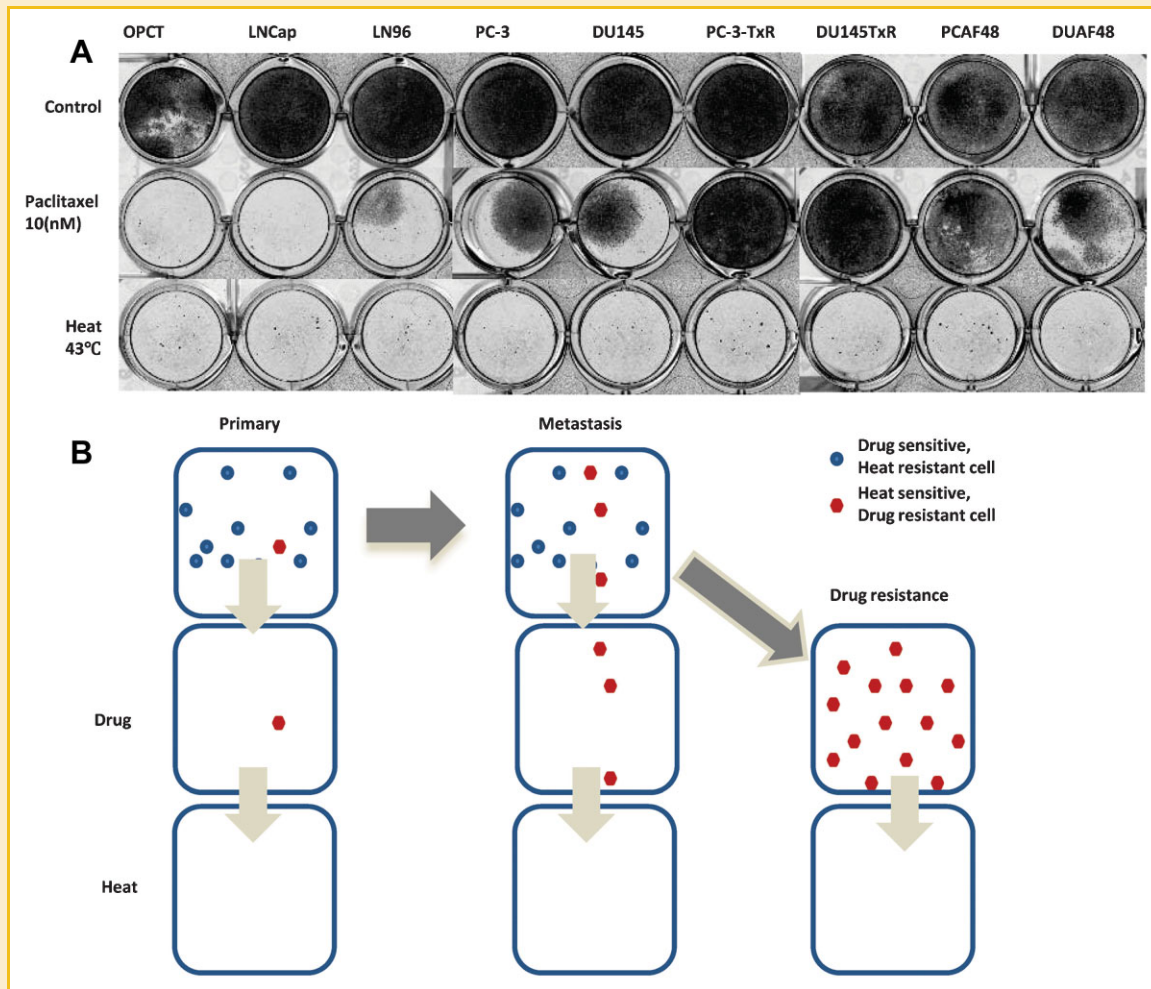 A
OPCT LNCap LN96 PC-3 DU145 PC-3-TxR DU145TxR PCAF48 DUAF48
Control
Paclitaxel
10(nM)
Heat
43℃
B
Primary Metastasis
Drug sensitive,
Heat resistant cell
Heat sensitive,
Drug resistant cell
Drug resistance
Drug
Heat